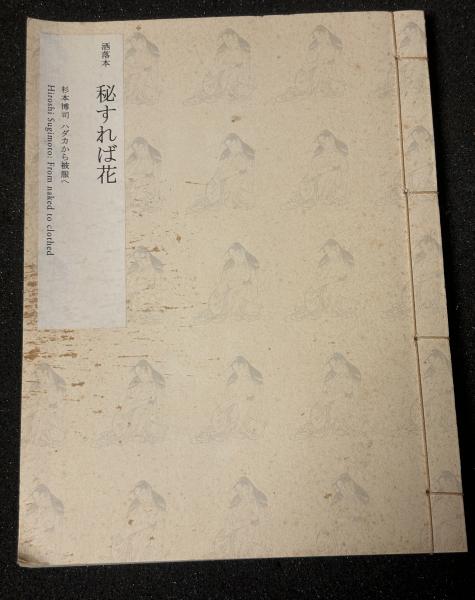 洒落本
秘すれば花
杉本博司 ハダカから被服へ
Hiroshi Sugimoto: From naked to clothed